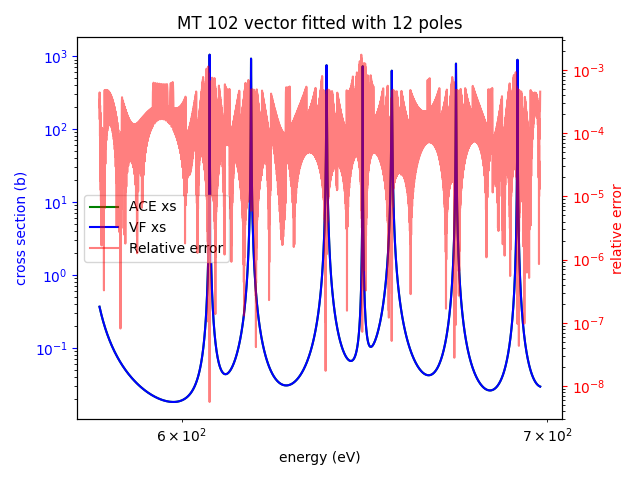 MT 102 vector fitted with 12 poles
10³
10²
10¹
10⁰
10⁻¹
cross section (b)
ACE xs
VF xs
Relative error
10⁻³
10⁻⁴
10⁻⁵
10⁻⁶
10⁻⁷
10⁻⁸
relative error
6 × 10²
7 × 10²
energy (eV)